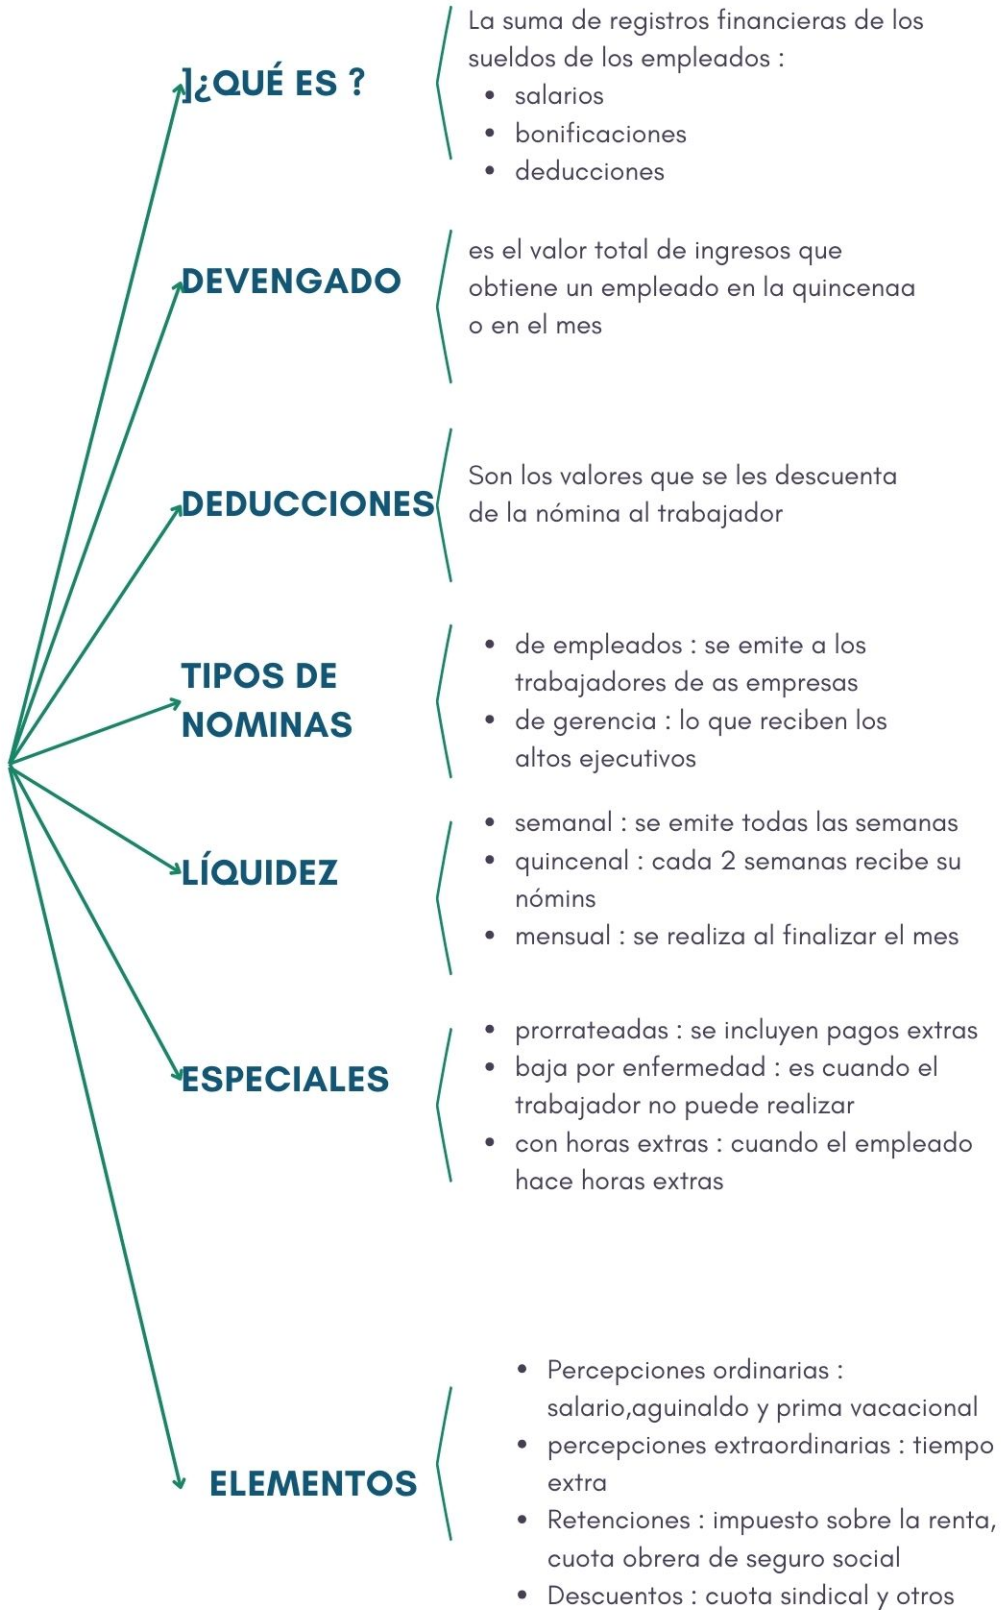 ]¿QUÉ ES ?
La suma de registros financieras de los
sueldos de los empleados :
• salarios
• bonificaciones
• deducciones
DEVENGADO
es el valor total de ingresos que
obtiene un empleado en la quincenaa
o en el mes
DEDUCCIONES
Son los valores que se les descuenta
de la nómina al trabajador
TIPOS DE
NOMINAS
• de empleados : se emite a los
trabajadores de as empresas
• de gerencia : lo que reciben los
altos ejecutivos
LÍQUIDEZ
• semanal : se emite todas las semanas
• quincenal : cada 2 semanas recibe su
nómins
• mensual : se realiza al finalizar el mes
ESPECIALES
• prorrateadas : se incluyen pagos extras
• baja por enfermedad : es cuando el
trabajador no puede realizar
• con horas extras : cuando el empleado
hace horas extras
ELEMENTOS
• Percepciones ordinarias :
salario,aguinaldo y prima vacacional
• percepciones extraordinarias : tiempo
extra
• Retenciones : impuesto sobre la renta,
cuota obrera de seguro social
• Descuentos : cuota sindical y otros